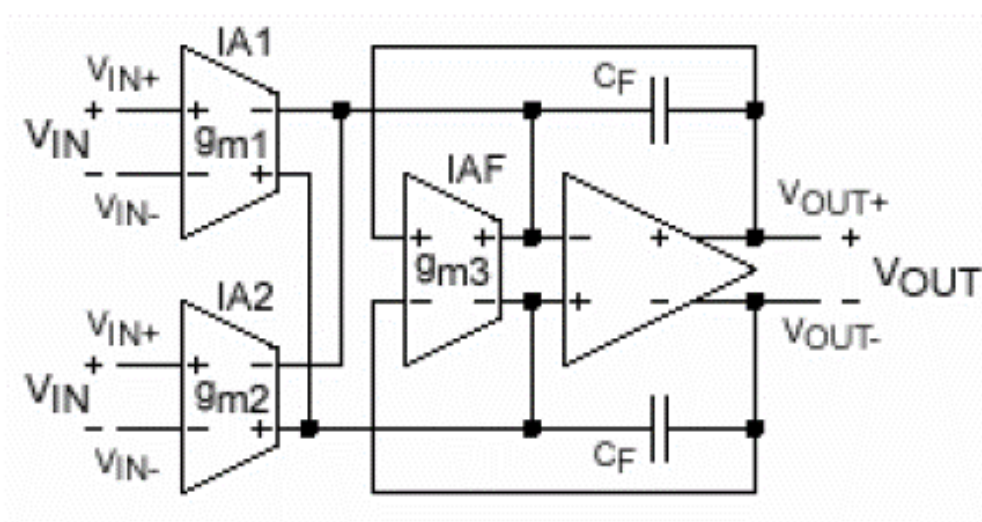 IA1
VIN+
+ + −
VIN
gm1
− − +
VIN-
IA2
VIN+
+ + −
VIN
gm2
− − +
VIN-
CF
IAF
+ +
gm3
− −
− +
+ −
VOUT+
+
VOUT
−
VOUT-
CF